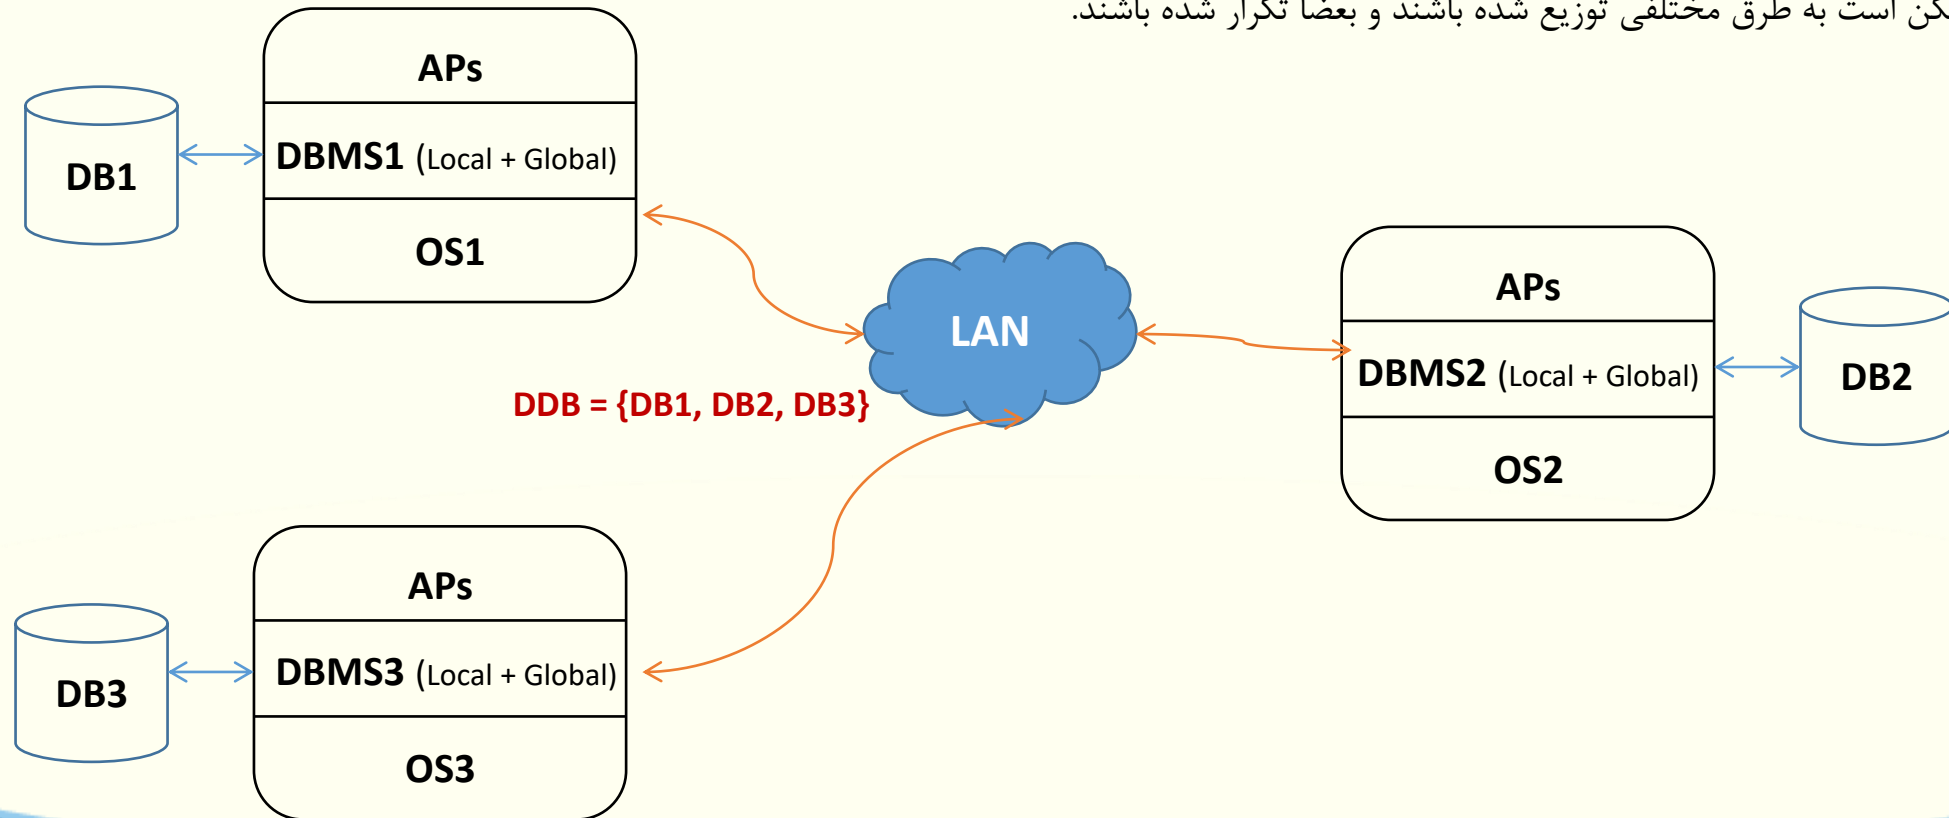 است به طرق مختلفی توزیع شده باشند و بعضاً تکرار شده باشند.
APs
DBMS1 (Local + Global)
OS1
DB1
LAN
DDB = {DB1, DB2, DB3}
APs
DBMS2 (Local + Global)
OS2
DB2
APs
DBMS3 (Local + Global)
OS3
DB3